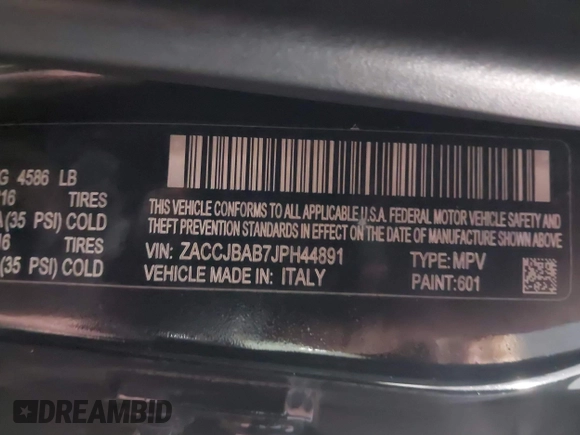 G 4586 LB
16 TIRES
(35 PSI) COLD
16 TIRES
(35 PSI) COLD
THIS VEHICLE CONFORMS TO ALL APPLICABLE U.S.A. FEDERAL MOTOR VEHICLE SAFETY AND
THEFT PREVENTION STANDARDS IN EFFECT ON THE DATE OF MANUFACTURE SHOWN ABOVE
VIN: ZACCJBAB7JPH44891 TYPE: MPV
VEHICLE MADE IN: ITALY PAINT:601
DREAMBID